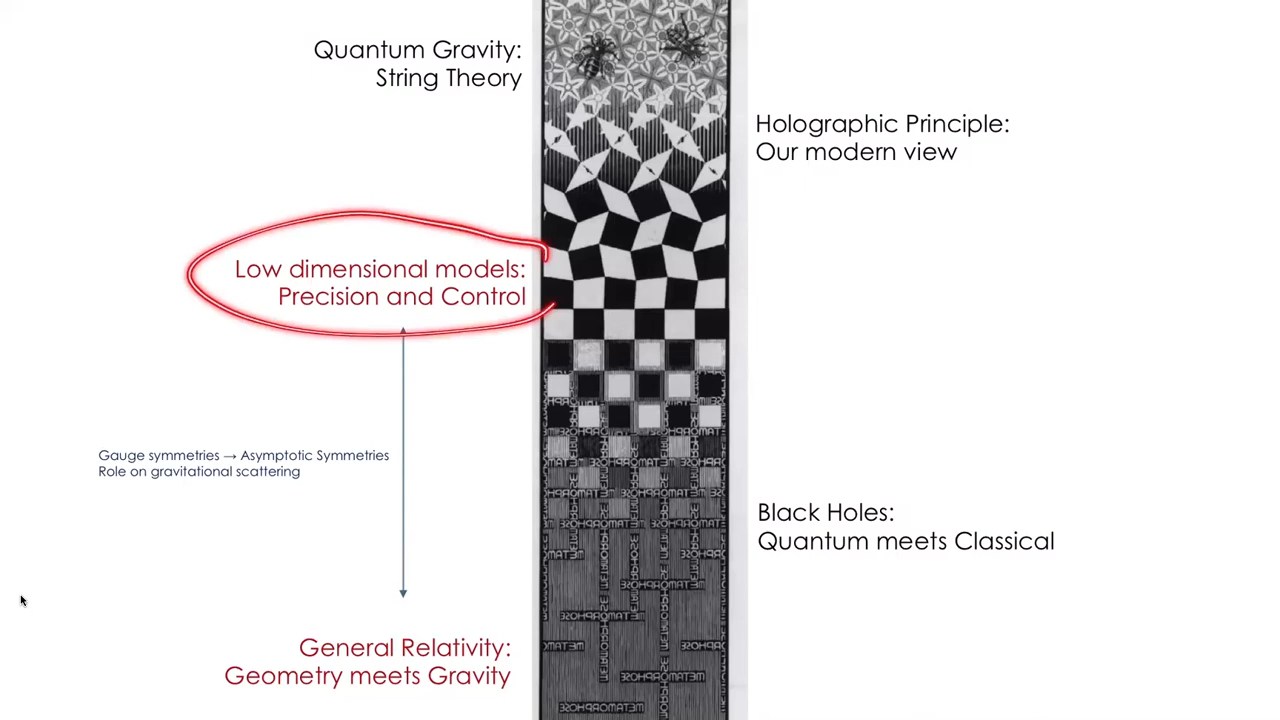 Quantum Gravity:
String Theory
Holographic Principle:
Our modern view
Low dimensional models:
Precision and Control
Gauge symmetries → Asymptotic Symmetries
Role on gravitational scattering
Black Holes:
Quantum meets Classical
General Relativity:
Geometry meets Gravity